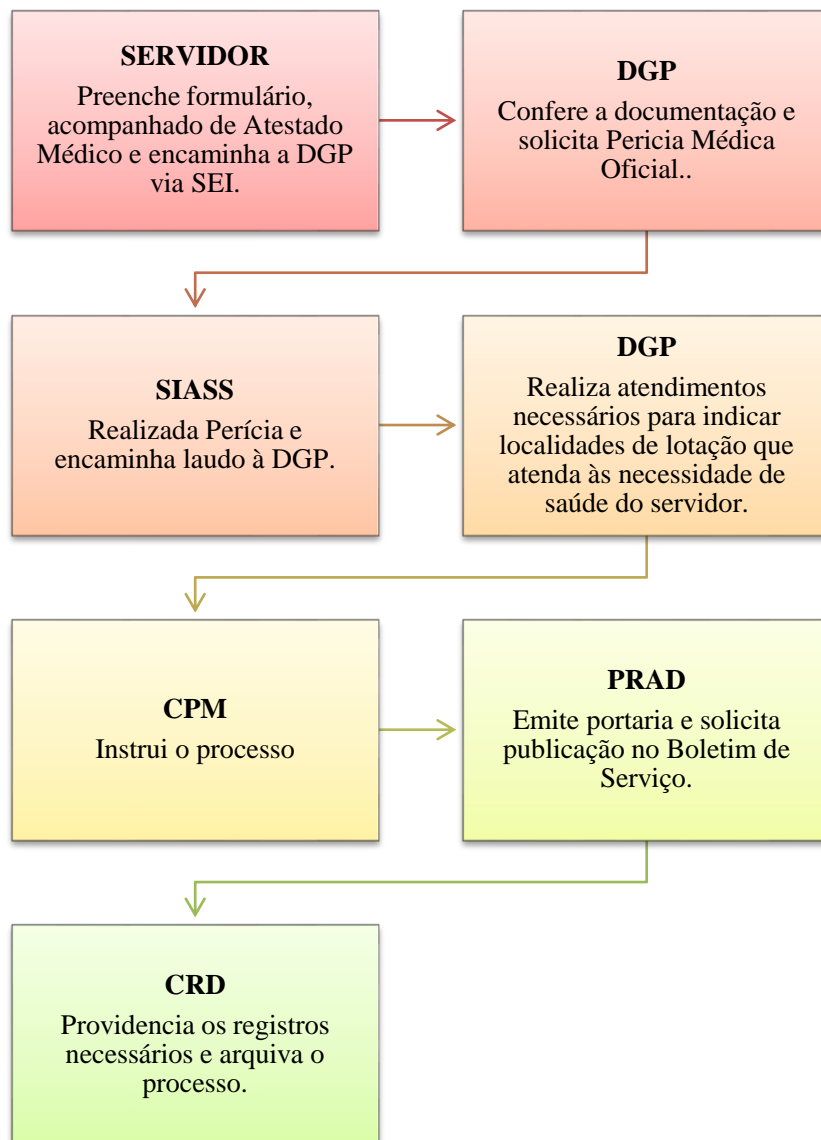 SERVIDOR
Preenche formulário,
acompanhado de Atestado
Médico e encaminha a DGP
via SEI.
DGP
Confere a documentação e
solicita Pericia Médica
Oficial..
SIASS
Realizada Perícia e
encaminha laudo à DGP.
DGP
Realiza atendimentos
necessários para indicar
localidades de lotação que
atenda às necessidade de
saúde do servidor.
CPM
Instrui o processo
PRAD
Emite portaria e solicita
publicação no Boletim de
Serviço.
CRD
Providencia os registros
necessários e arquiva o
processo.